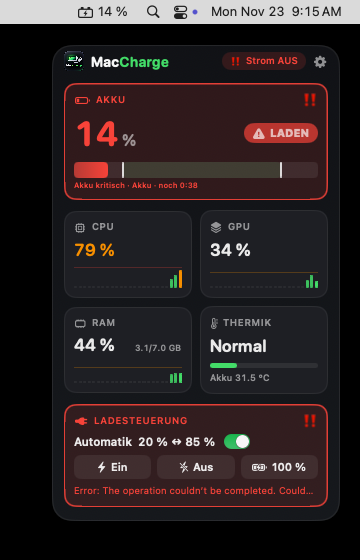 14 % Mon Nov 23 9:15 AM
MacCharge !! Strom AUS
AKKU !!
14 % LADEN
Akku kritisch · Akku · noch 0:38
CPU
79 %
GPU
34 %
RAM
44 % 3.1/7.0 GB
THERMIK
Normal
Akku 31.5 °C
LADESTEUERUNG !!
Automatik 20 % ↔ 85 %
Ein Aus 100 %
Error: The operation couldn't be completed. Could...